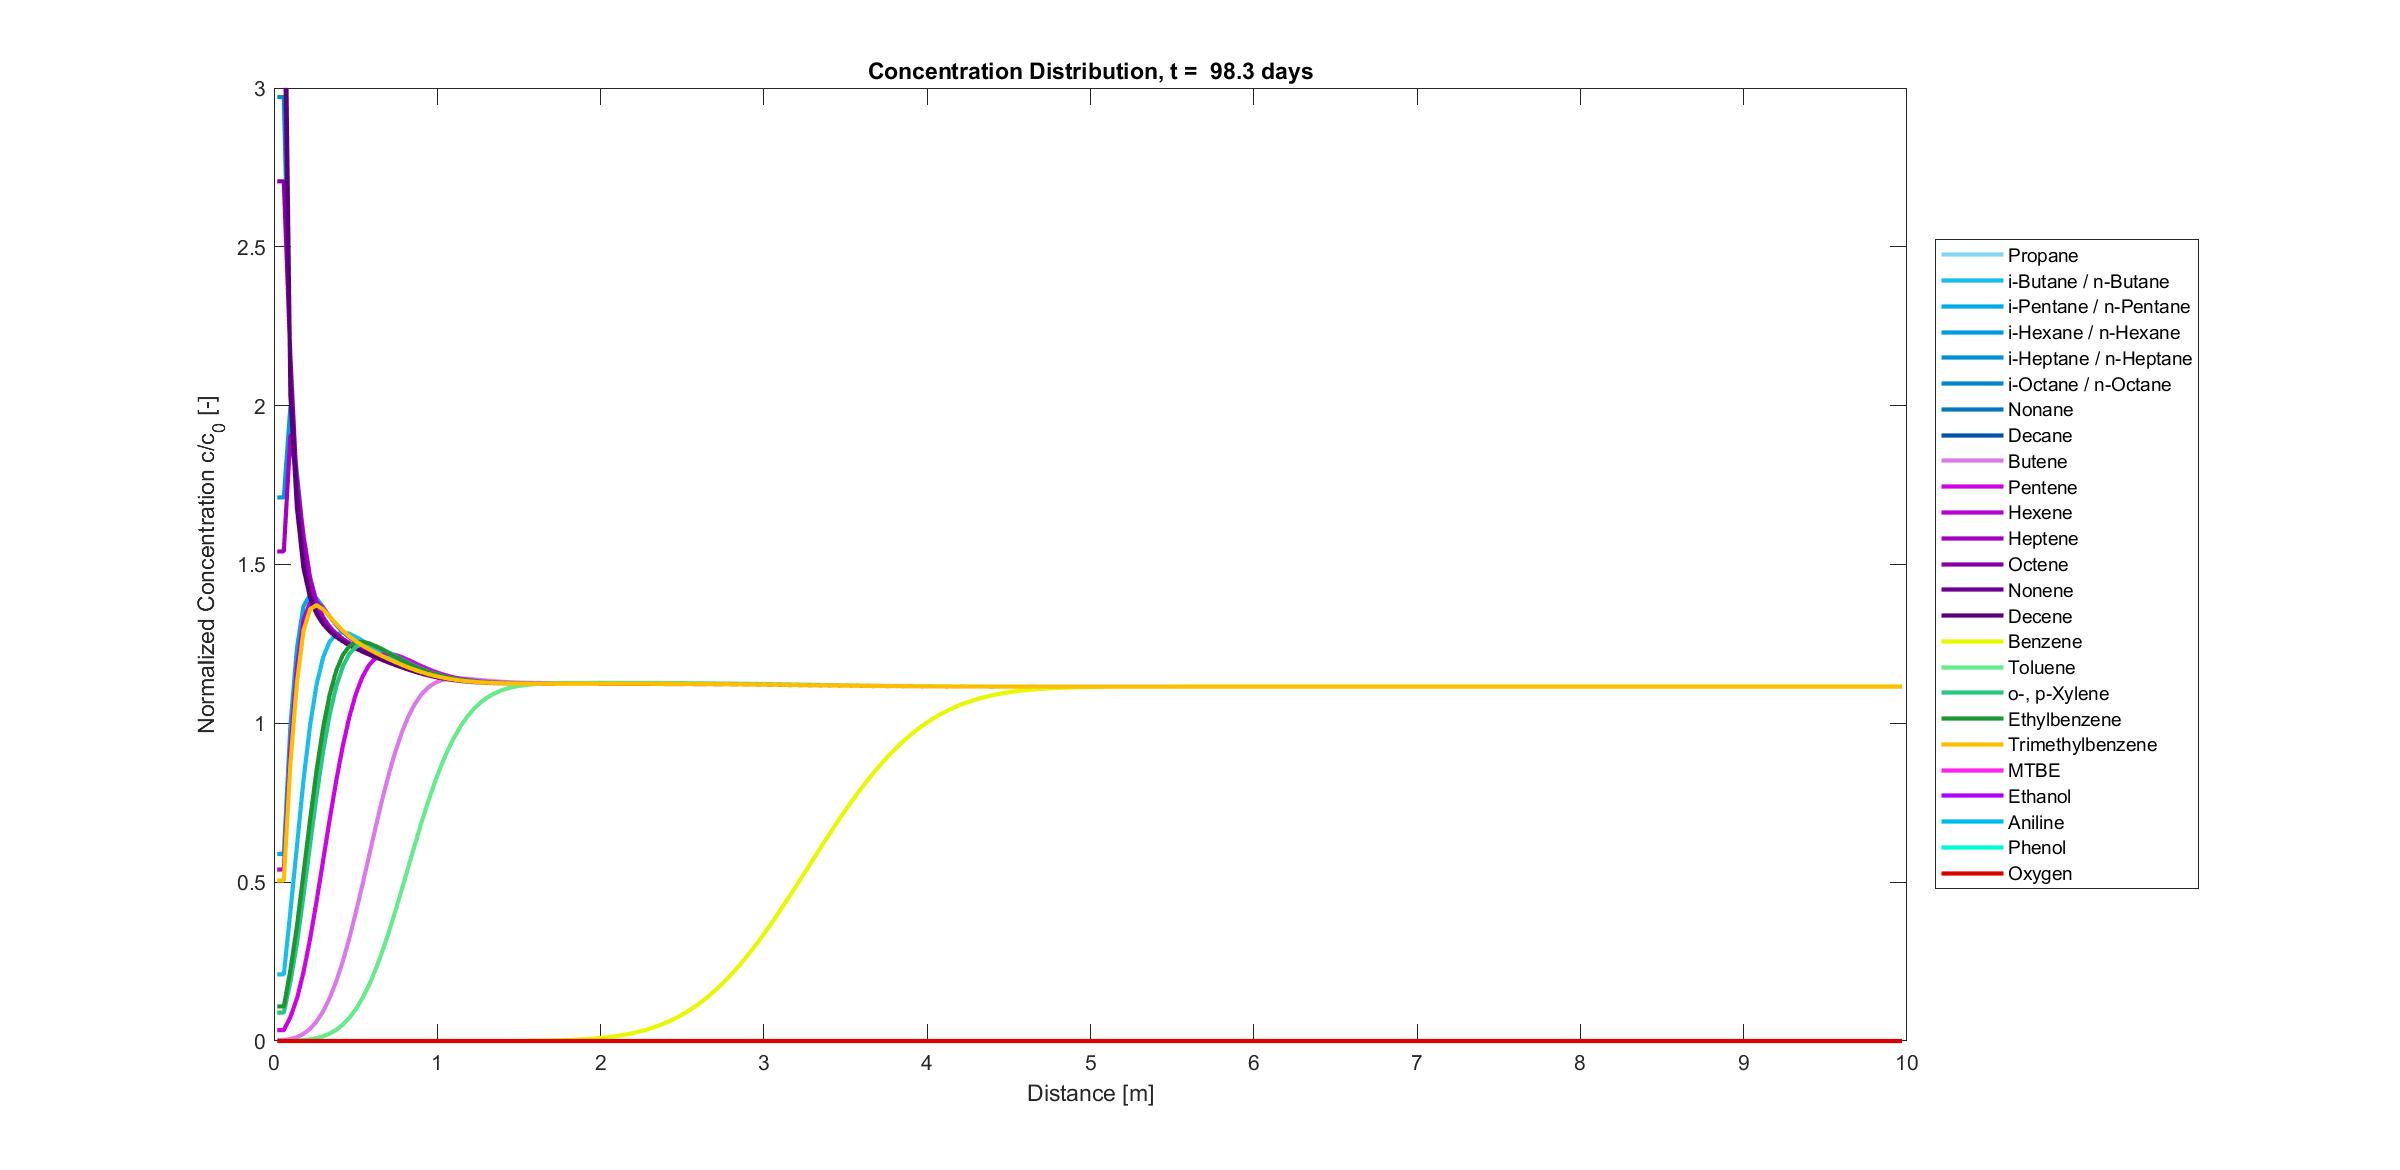 Concentration Distribution, t =  98.3 days
3
2.5
2
1.5
1
0.5
0
Normalized Concentration c/c0 [-]
0 1 2 3 4 5 6 7 8 9 10
Distance [m]
Propane
i-Butane / n-Butane
i-Pentane / n-Pentane
i-Hexane / n-Hexane
i-Heptane / n-Heptane
i-Octane / n-Octane
Nonane
Decane
Butene
Pentene
Hexene
Heptene
Octene
Nonene
Decene
Benzene
Toluene
o-, p-Xylene
Ethylbenzene
Trimethylbenzene
MTBE
Ethanol
Aniline
Phenol
Oxygen